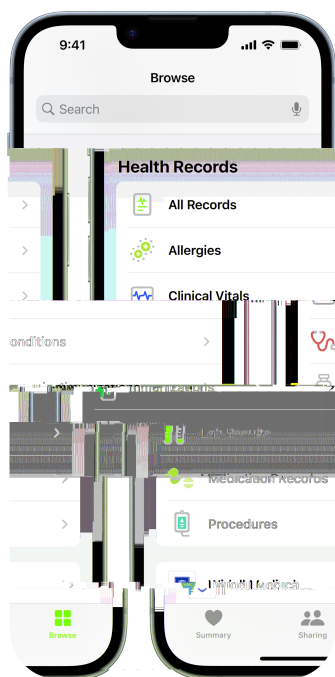 9:41
Browse
Search
Health Records
All Records
Allergies
Clinical Vitals
onditions
Medication Records
Procedures
Browse
Summary
Sharing